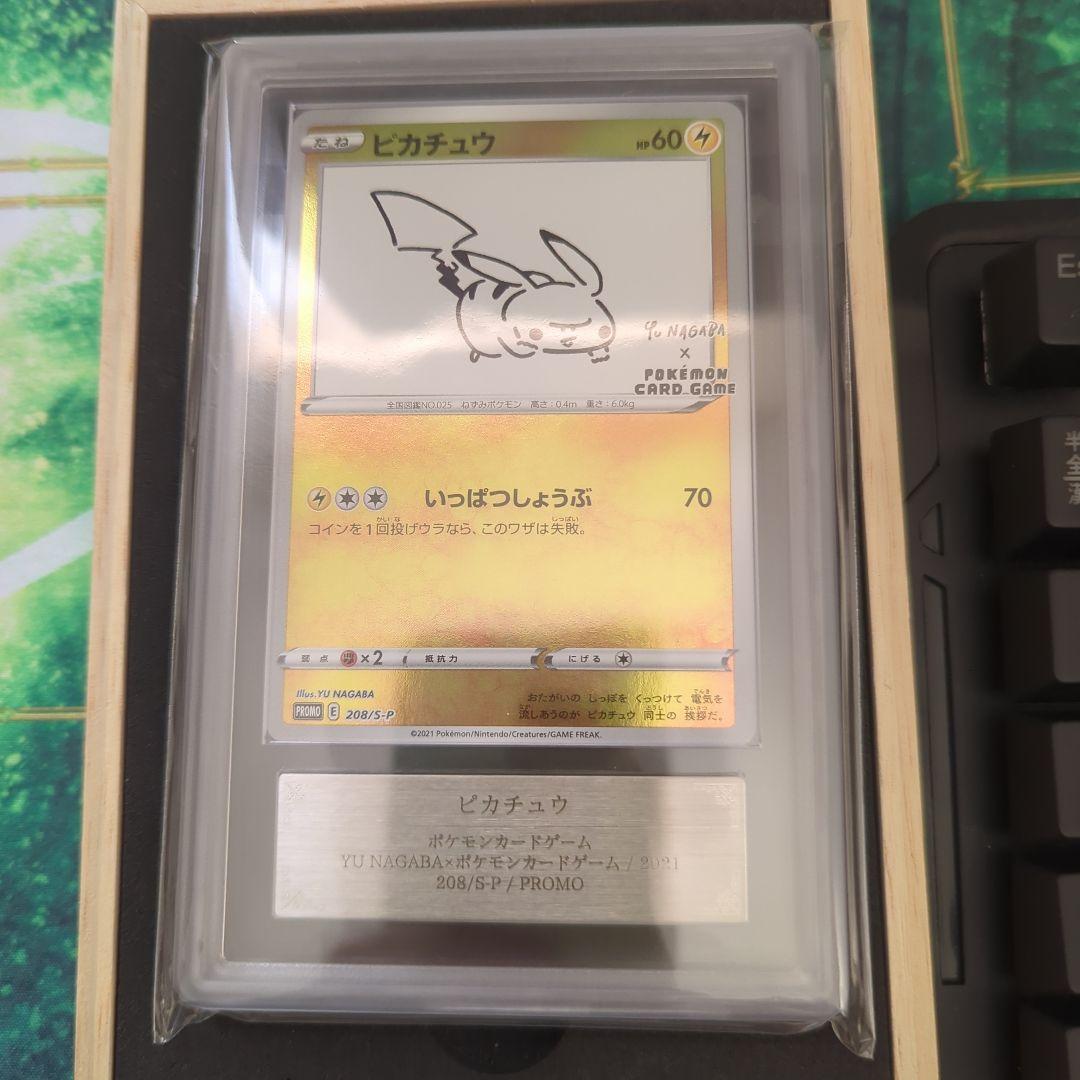 たね ピカチュウ HP60
YU NAGABA
×
POKÉMON
CARD GAME
全国図鑑NO.025 ねずみポケモン 高さ:0.4m 重さ:6.0kg
いっぱつしょうぶ 70
コインを1回投げウラなら、このワザは失敗。
弱点 ×2 抵抗力 にげる
Illus.YU NAGABA
PROMO E 208/S-P
おたがいの しっぽを くっつけて 電気を
流しあうのが ピカチュウ 同士の 挨拶だ。
©2021 Pokémon/Nintendo/Creatures/GAME FREAK.
ピカチュウ
ポケモンカードゲーム
YU NAGABA×ポケモンカードゲーム / 2021
208/S-P / PROMO
Es
半
全
漢